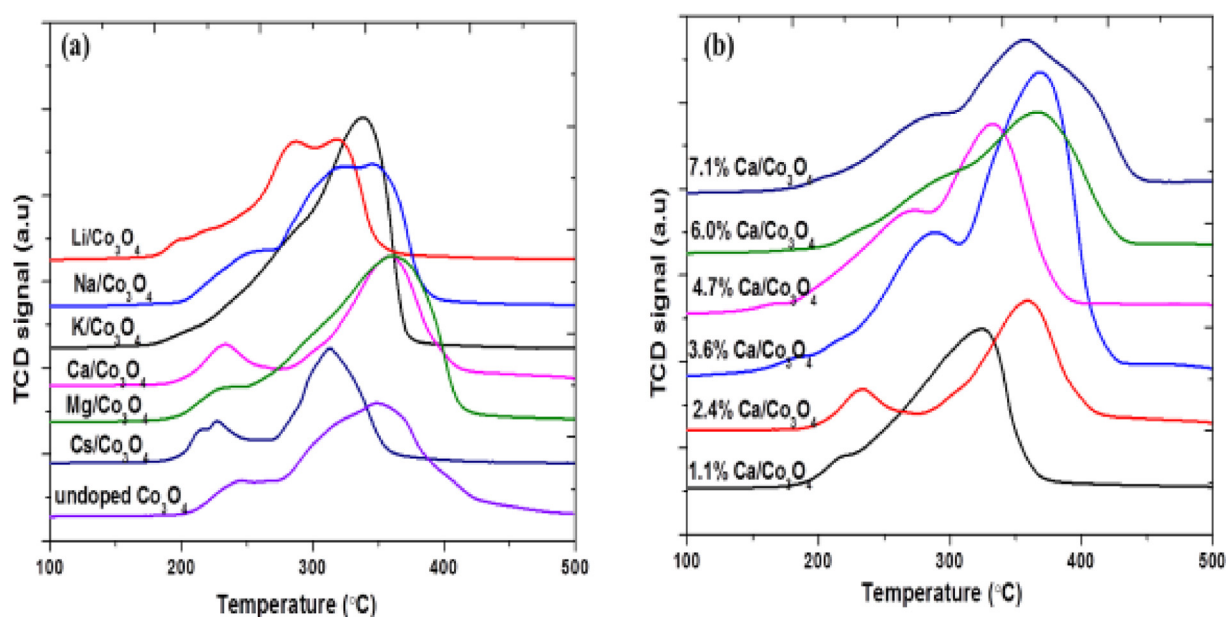 (a)
TCD signal (a.u)
Li/Co₃O₄
Na/Co₃O₄
K/Co₃O₄
Ca/Co₃O₄
Mg/Co₃O₄
Cs/Co₃O₄
undoped Co₃O₄
100 200 300 400 500
Temperature (°C)
(b)
TCD signal (a.u)
7.1% Ca/Co₃O₄
6.0% Ca/Co₃O₄
4.7% Ca/Co₃O₄
3.6% Ca/Co₃O₄
2.4% Ca/Co₃O₄
1.1% Ca/Co₃O₄
100 200 300 400 500
Temperature (°C)